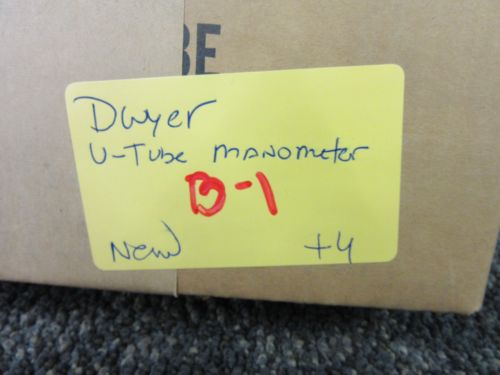 BE
Dwyer
U-Tube Manometer
B-1
New +4